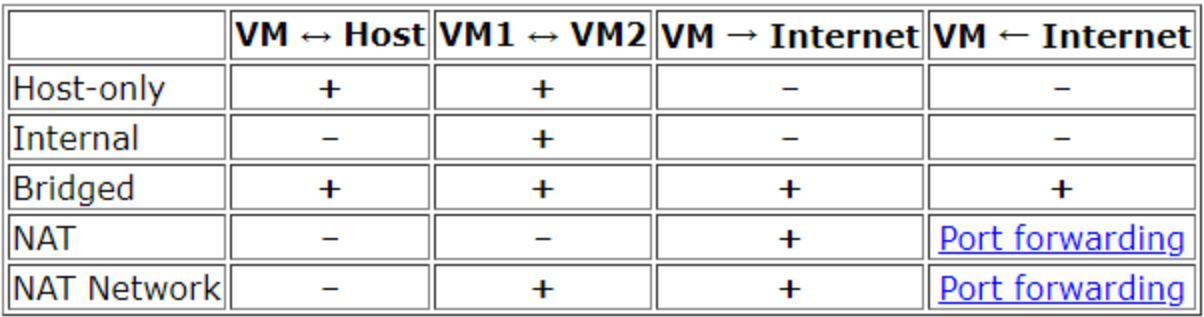 VM ↔ Host VM1 ↔ VM2 VM → Internet VM ← Internet
Host-only + + – –
Internal – + – –
Bridged + + + +
NAT – – + Port forwarding
NAT Network – + + Port forwarding